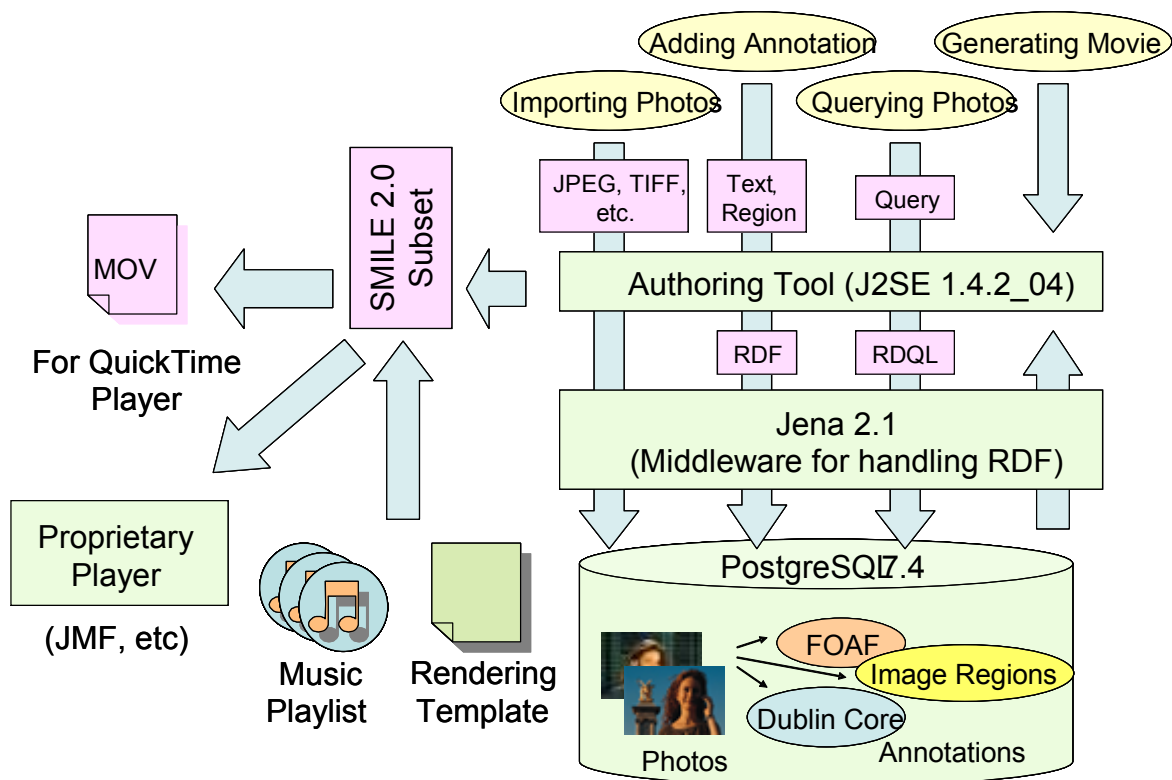 Adding Annotation
Generating Movie
Importing Photos
Querying Photos
JPEG, TIFF,
etc.
Text,
Region
Query
SMILE 2.0
Subset
MOV
Authoring Tool (J2SE 1.4.2_04)
For QuickTime
Player
RDF
RDQL
Jena 2.1
(Middleware for handling RDF)
Proprietary
Player
(JMF, etc)
Music
Playlist
Rendering
Template
PostgreSQL7.4
FOAF
Image Regions
Dublin Core
Photos
Annotations